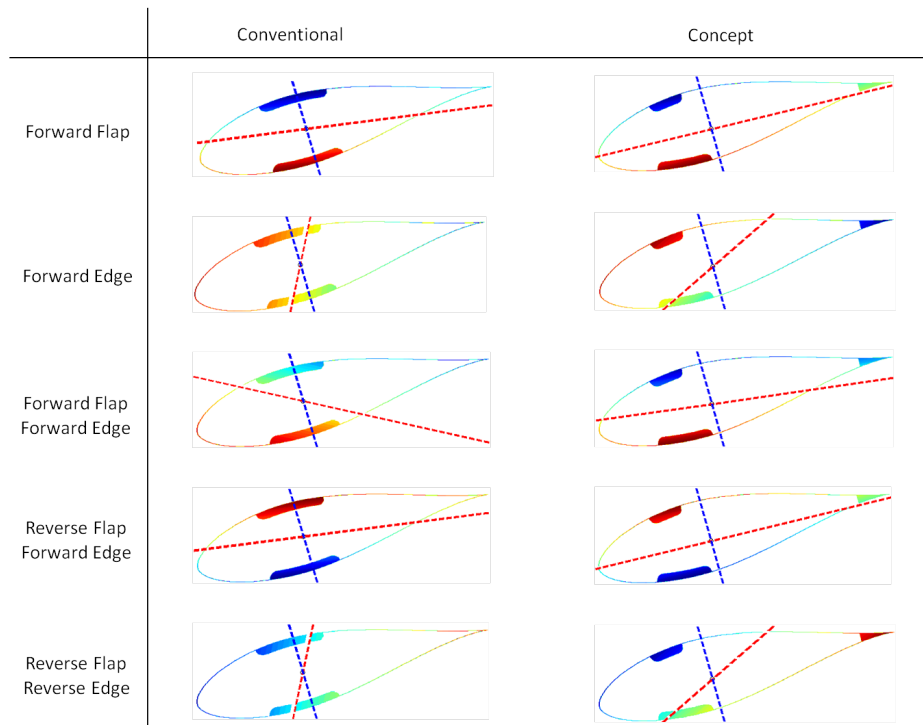 Conventional
Concept
Forward Flap
Forward Edge
Forward Flap
Forward Edge
Reverse Flap
Forward Edge
Reverse Flap
Reverse Edge